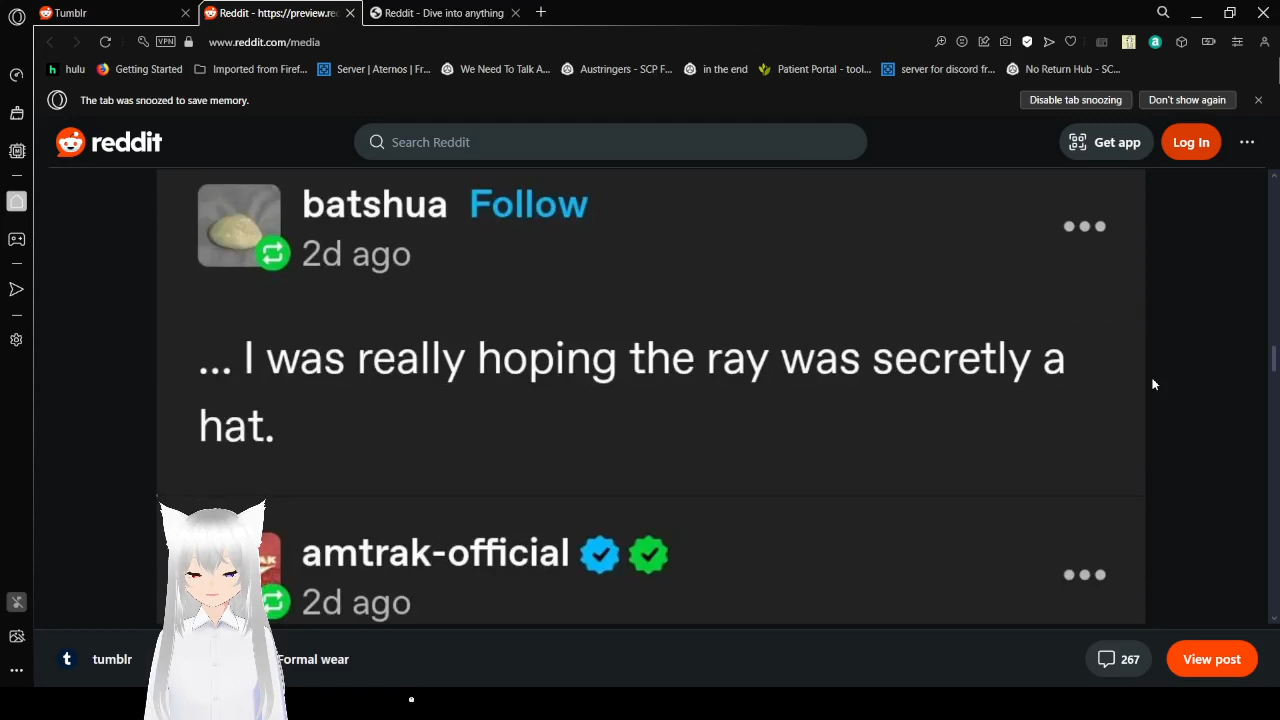 Tumblr
Reddit - https://preview.rec
Reddit - Dive into anything
VPN
www.reddit.com/media
hulu
Getting Started
Imported from Firef...
Server | Aternos | Fr...
We Need To Talk A...
Austringers - SCP F...
in the end
Patient Portal - tool...
server for discord fr...
No Return Hub - SC...
The tab was snoozed to save memory.
Disable tab snoozing
Don't show again
reddit
Search Reddit
Get app
Log In
batshua Follow
2d ago
... I was really hoping the ray was secretly a
hat.
amtrak-official
2d ago
t tumblr
Formal wear
267
View post